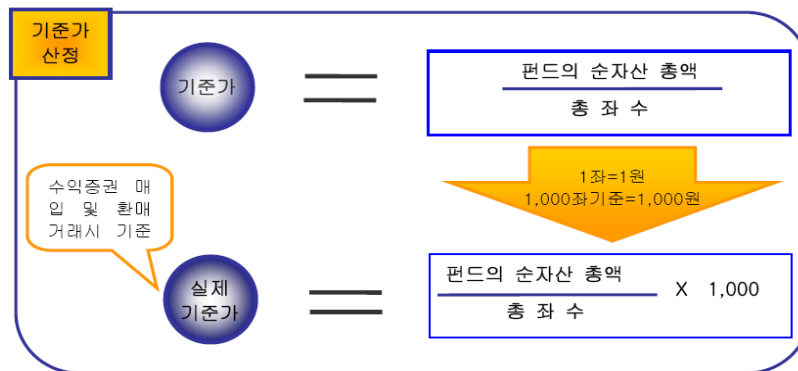 기준가
산정
기준가
펀드의 순자산 총액
총 좌 수
1좌=1원
1,000좌기준=1,000원
수익증권 매
입 및 환매
거래시 기준
실제
기준가
펀드의 순자산 총액
총 좌 수
X 1,000